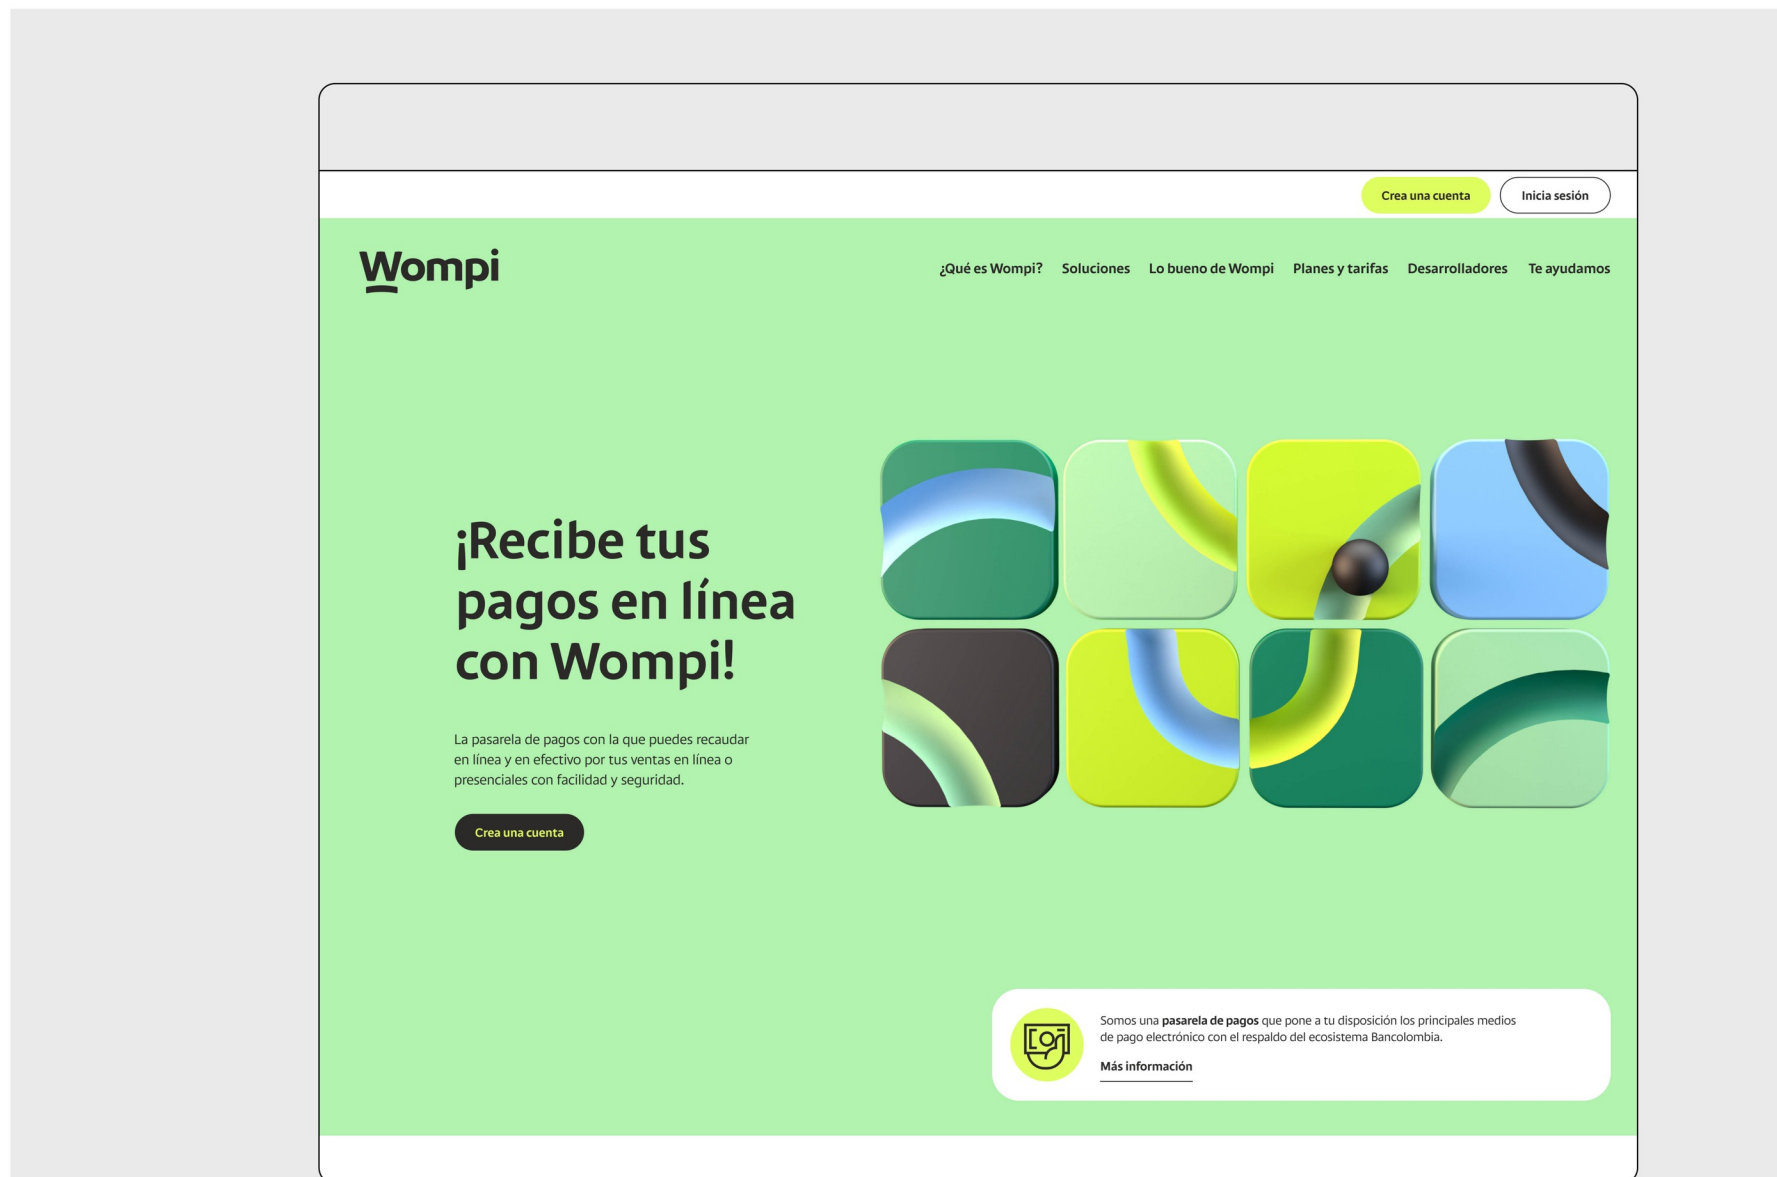 Crea una cuenta
Inicia sesión
Wompi
¿Qué es Wompi?
Soluciones
Lo bueno de Wompi
Planes y tarifas
Desarrolladores
Te ayudamos
¡Recibe tus
pagos en línea
con Wompi!
La pasarela de pagos con la que puedes recaudar
en línea y en efectivo por tus ventas en línea o
presenciales con facilidad y seguridad.
Crea una cuenta
Somos una pasarela de pagos que pone a tu disposición los principales medios
de pago electrónico con el respaldo del ecosistema Bancolombia.
Más información